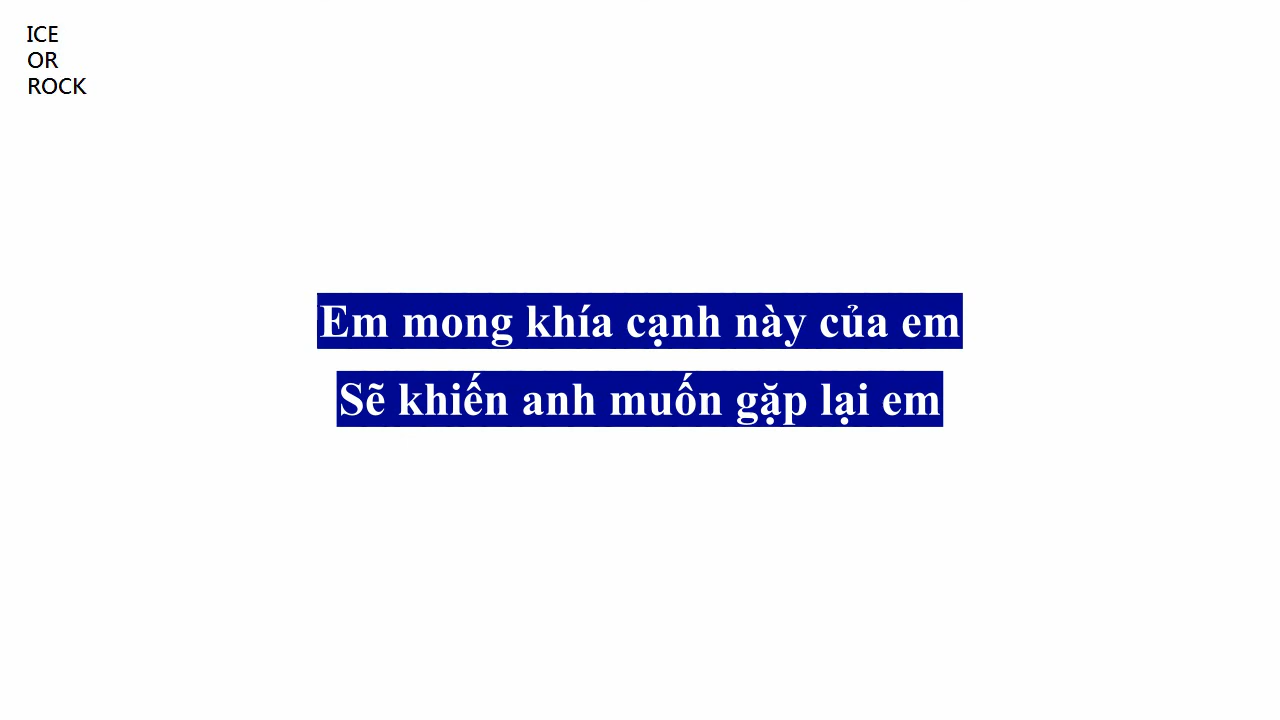 ICE
OR
ROCK
Em mong khía cạnh này của em
Sẽ khiến anh muốn gặp lại em